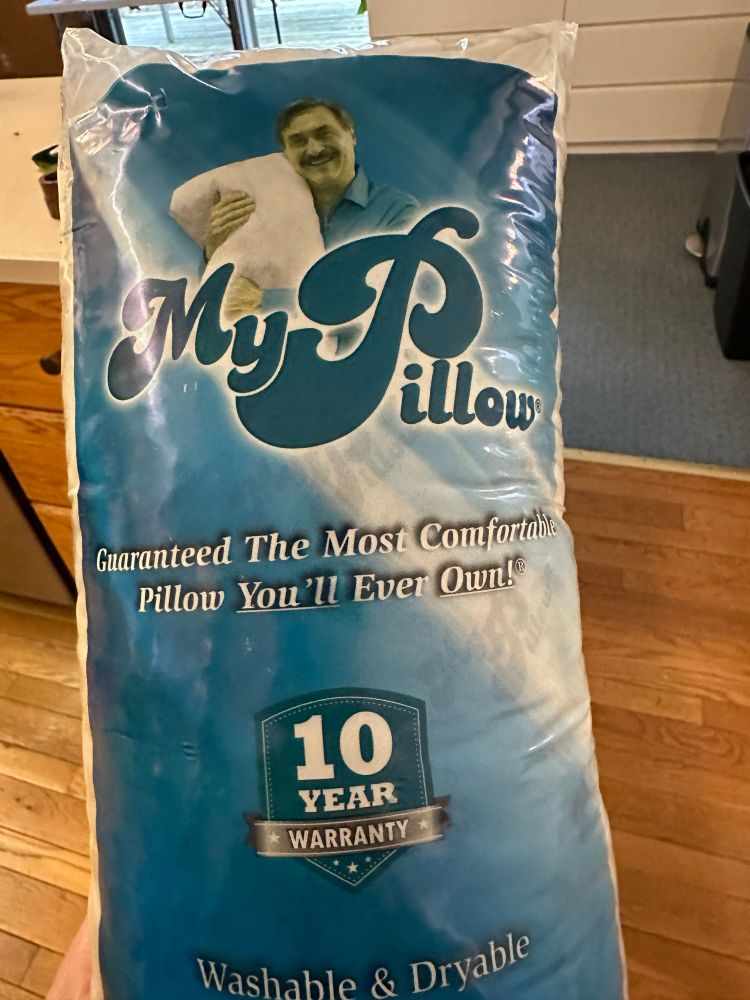 MyPillow®
Guaranteed The Most Comfortable
Pillow You'll Ever Own!®
10
YEAR
WARRANTY
Washable & Dryable